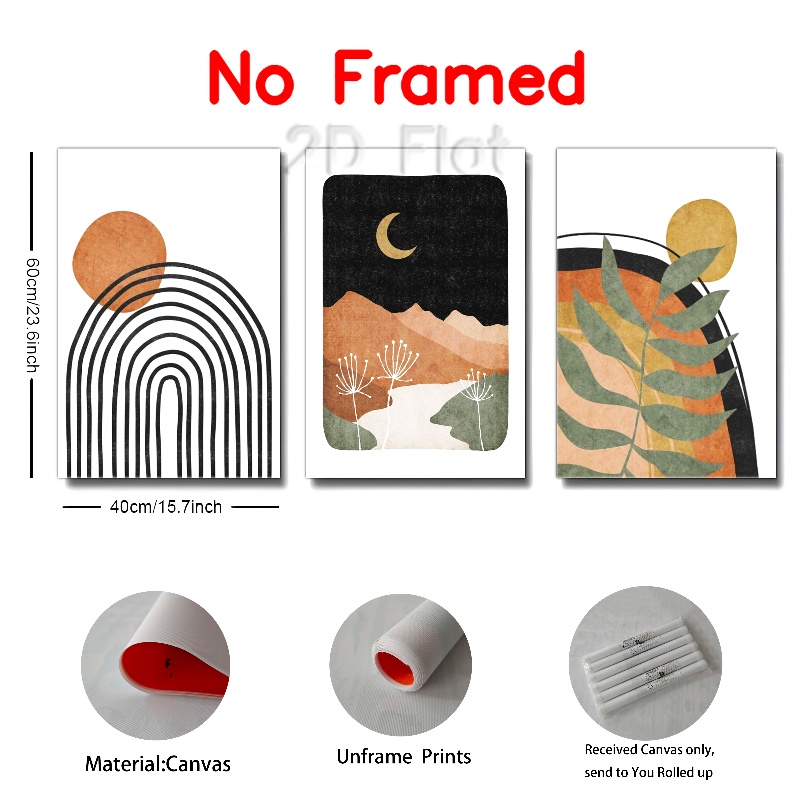 No Framed
2D Flat
60cm/23.6inch
40cm/15.7inch
Material:Canvas
Unframe Prints
Received Canvas only,
send to You Rolled up